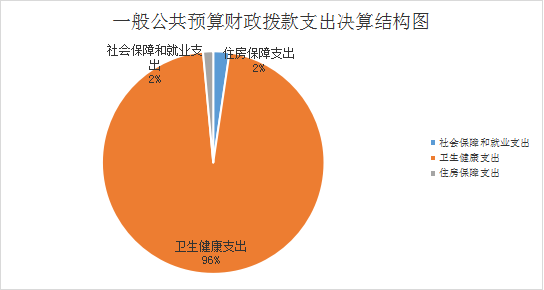 一般公共预算财政拨款支出决算结构图
社会保障和就业支
出
2%
住房保障支出
2%
卫生健康支出
96%
社会保障和就业支出
卫生健康支出
住房保障支出